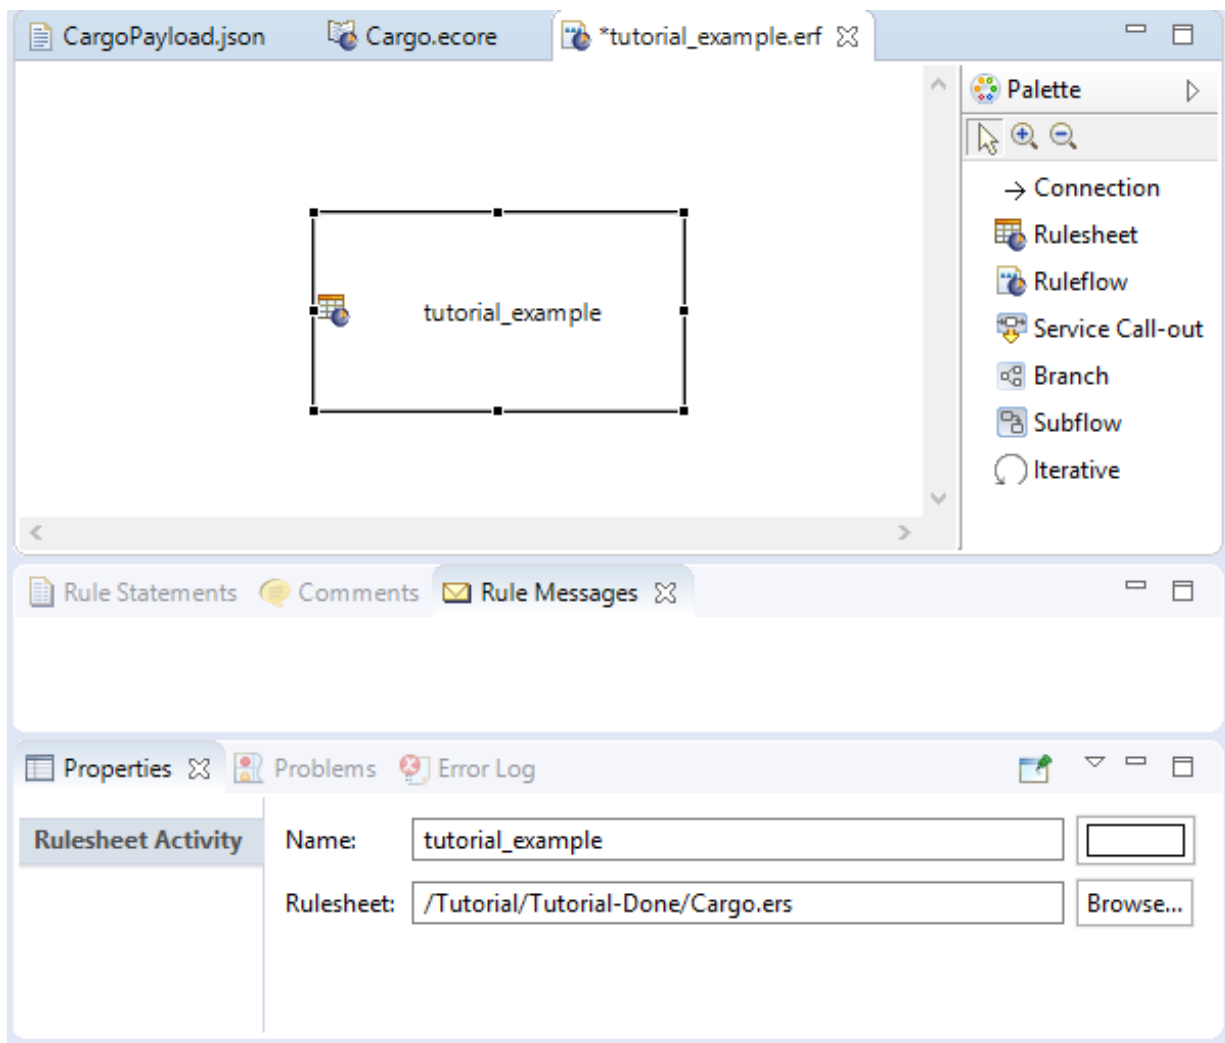 CargoPayload.json Cargo.ecore *tutorial_example.erf
Palette
Connection
Rulesheet
tutorial_example
Ruleflow
Service Call-out
Branch
Subflow
Iterative
Rule Statements Comments Rule Messages
Properties Problems Error Log
Rulesheet Activity
Name: tutorial_example
Rulesheet: /Tutorial/Tutorial-Done/Cargo.ers Browse...